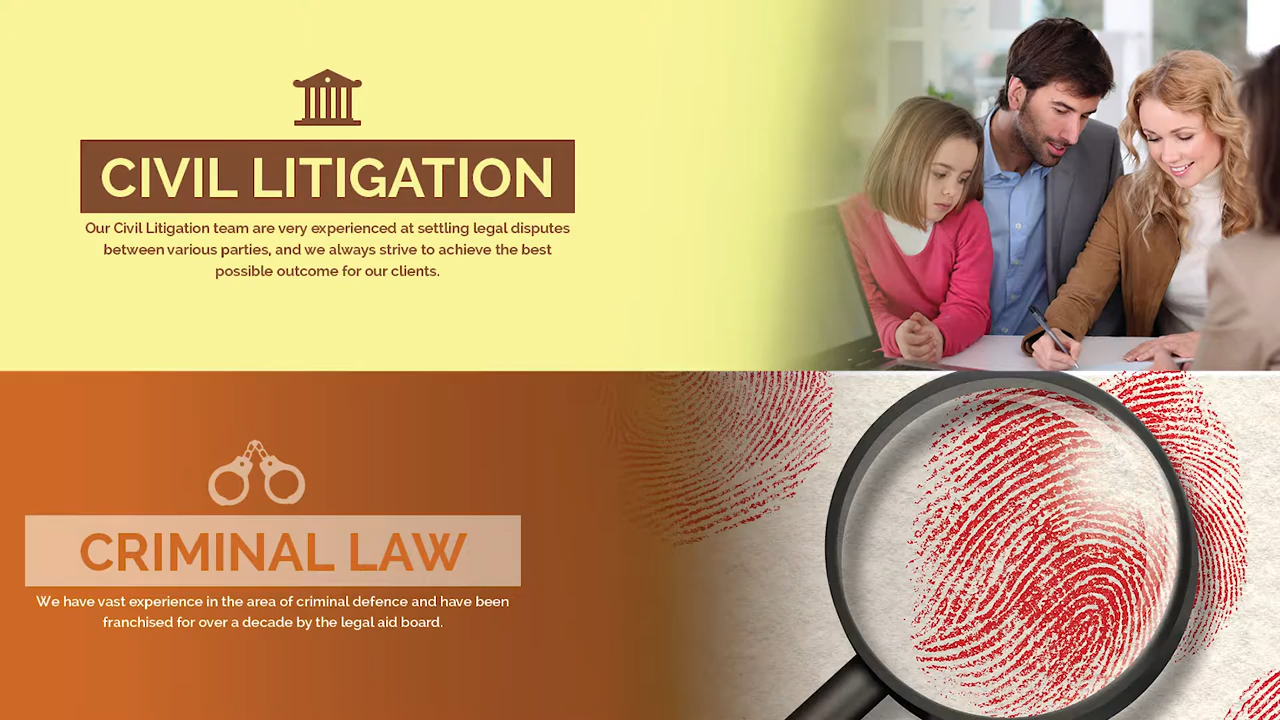 CIVIL LITIGATION
Our Civil Litigation team are very experienced at settling legal disputes
between various parties, and we always strive to achieve the best
possible outcome for our clients.
CRIMINAL LAW
We have vast experience in the area of criminal defence and have been
franchised for over a decade by the legal aid board.